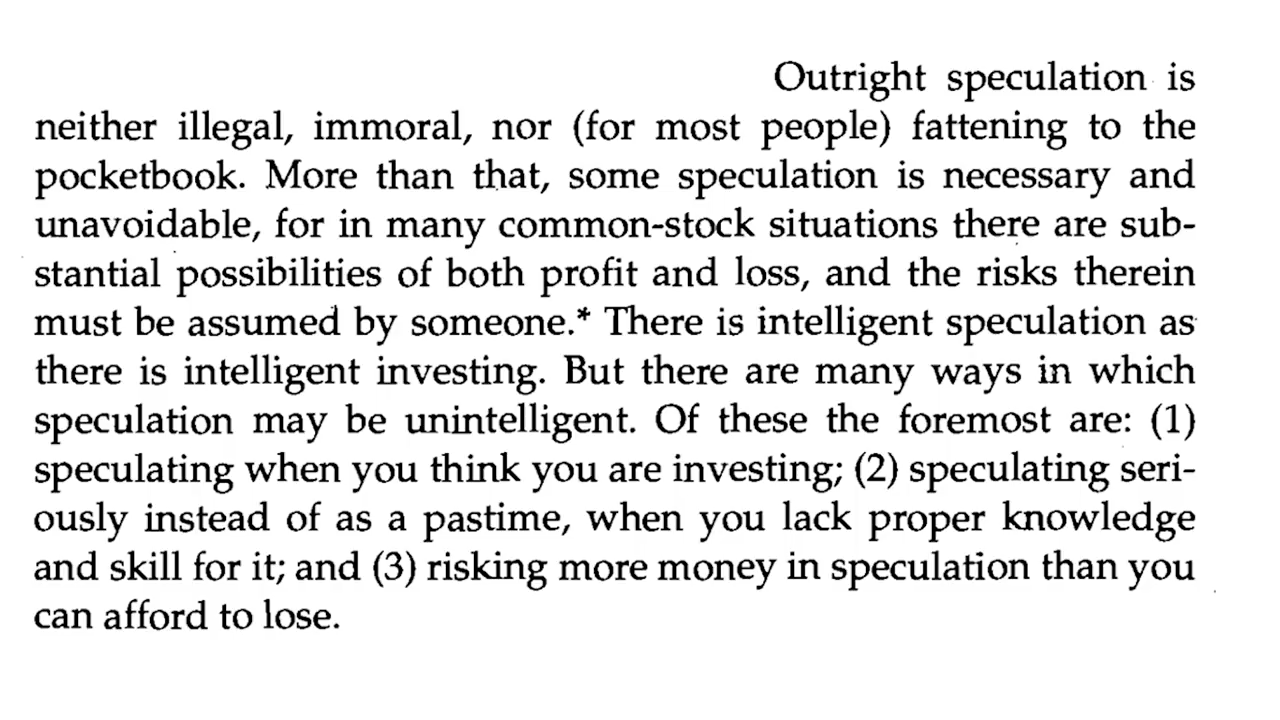 Outright speculation is
neither illegal, immoral, nor (for most people) fattening to the
pocketbook. More than that, some speculation is necessary and
unavoidable, for in many common-stock situations there are sub-
stantial possibilities of both profit and loss, and the risks therein
must be assumed by someone.* There is intelligent speculation as
there is intelligent investing. But there are many ways in which
speculation may be unintelligent. Of these the foremost are: (1)
speculating when you think you are investing; (2) speculating seri-
ously instead of as a pastime, when you lack proper knowledge
and skill for it; and (3) risking more money in speculation than you
can afford to lose.